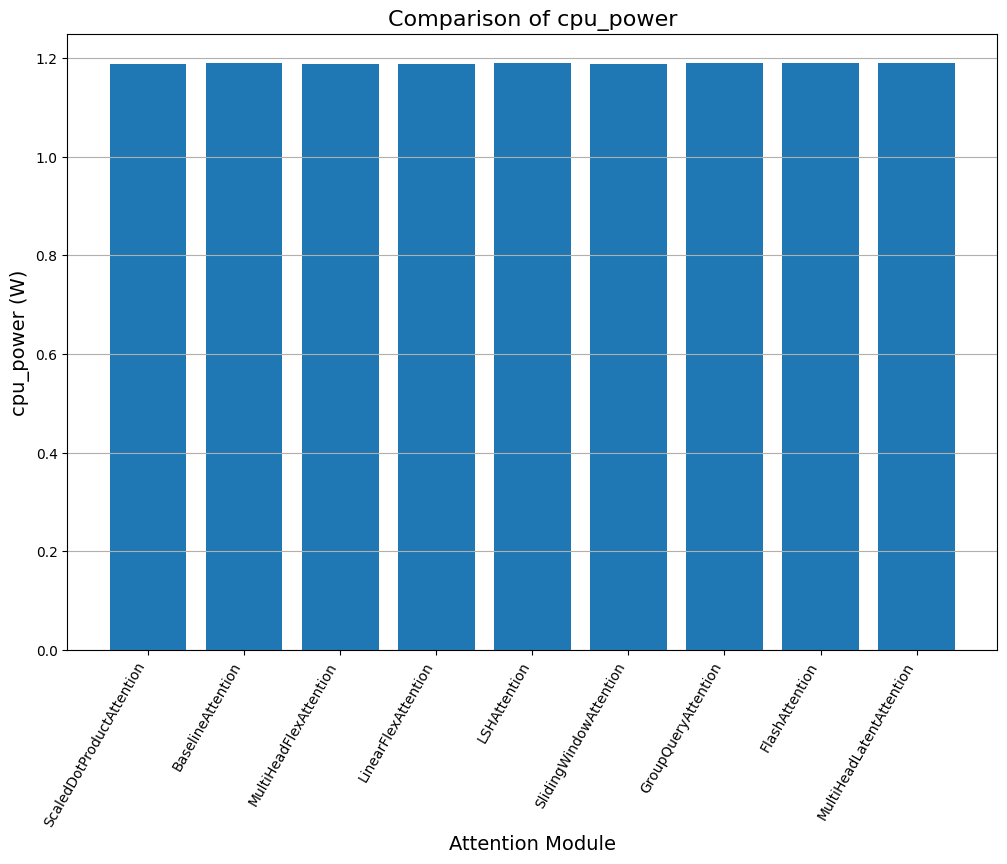 Comparison of cpu_power
cpu_power (W)
1.2
1.0
0.8
0.6
0.4
0.2
0.0
ScaledDotProductAttention
BaselineAttention
MultiHeadFlexAttention
LinearFlexAttention
LSHAttention
SlidingWindowAttention
GroupQueryAttention
FlashAttention
MultiHeadLatentAttention
Attention Module